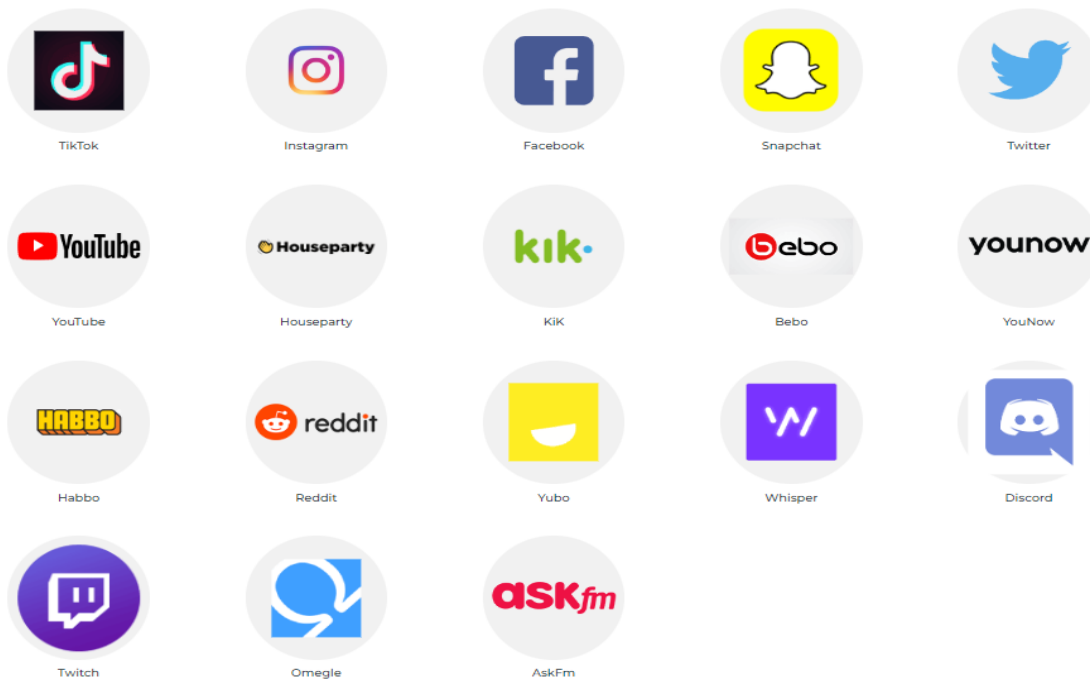 TikTok
Instagram
Facebook
Snapchat
Twitter
YouTube
Houseparty
kik
bebo
younow
YouTube
Houseparty
KiK
Bebo
YouNow
HABBO
reddit
Habbo
Reddit
Yubo
Whisper
Discord
askfm
Twitch
Omegle
AskFm